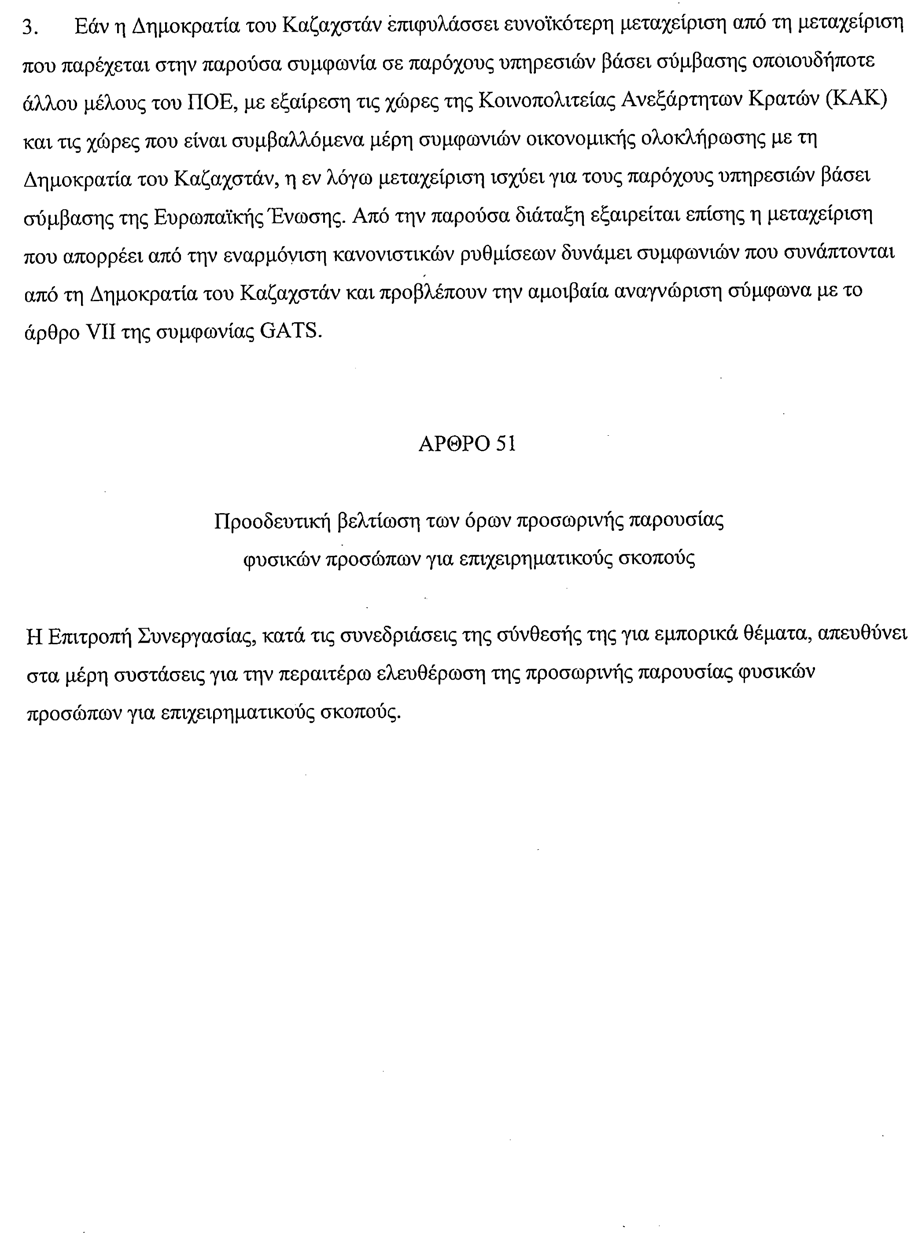 3. Εάν η Δημοκρατία του Καζαχστάν επιφυλάσσει ευνοϊκότερη μεταχείριση από τη μεταχείριση
που παρέχεται στην παρούσα συμφωνία σε παρόχους υπηρεσιών βάσει σύμβασης οποιουδήποτε
άλλου μέλους του ΠΟΕ, με εξαίρεση τις χώρες της Κοινοπολιτείας Ανεξάρτητων Κρατών (ΚΑΚ)
και τις χώρες που είναι συμβαλλόμενα μέρη συμφωνιών οικονομικής ολοκλήρωσης με τη
Δημοκρατία του Καζαχστάν, η εν λόγω μεταχείριση ισχύει για τους παρόχους υπηρεσιών βάσει
σύμβασης της Ευρωπαϊκής Ένωσης. Από την παρούσα διάταξη εξαιρείται επίσης η μεταχείριση
που απορρέει από την εναρμόνιση κανονιστικών ρυθμίσεων δυνάμει συμφωνιών που συνάπτονται
από τη Δημοκρατία του Καζαχστάν και προβλέπουν την αμοιβαία αναγνώριση σύμφωνα με το
άρθρο VII της συμφωνίας GATS.
ΑΡΘΡΟ 51
Προοδευτική βελτίωση των όρων προσωρινής παρουσίας
φυσικών προσώπων για επιχειρηματικούς σκοπούς
Η Επιτροπή Συνεργασίας, κατά τις συνεδριάσεις της σύνθεσής της για εμπορικά θέματα, απευθύνει
στα μέρη συστάσεις για την περαιτέρω ελευθέρωση της προσωρινής παρουσίας φυσικών
προσώπων για επιχειρηματικούς σκοπούς.